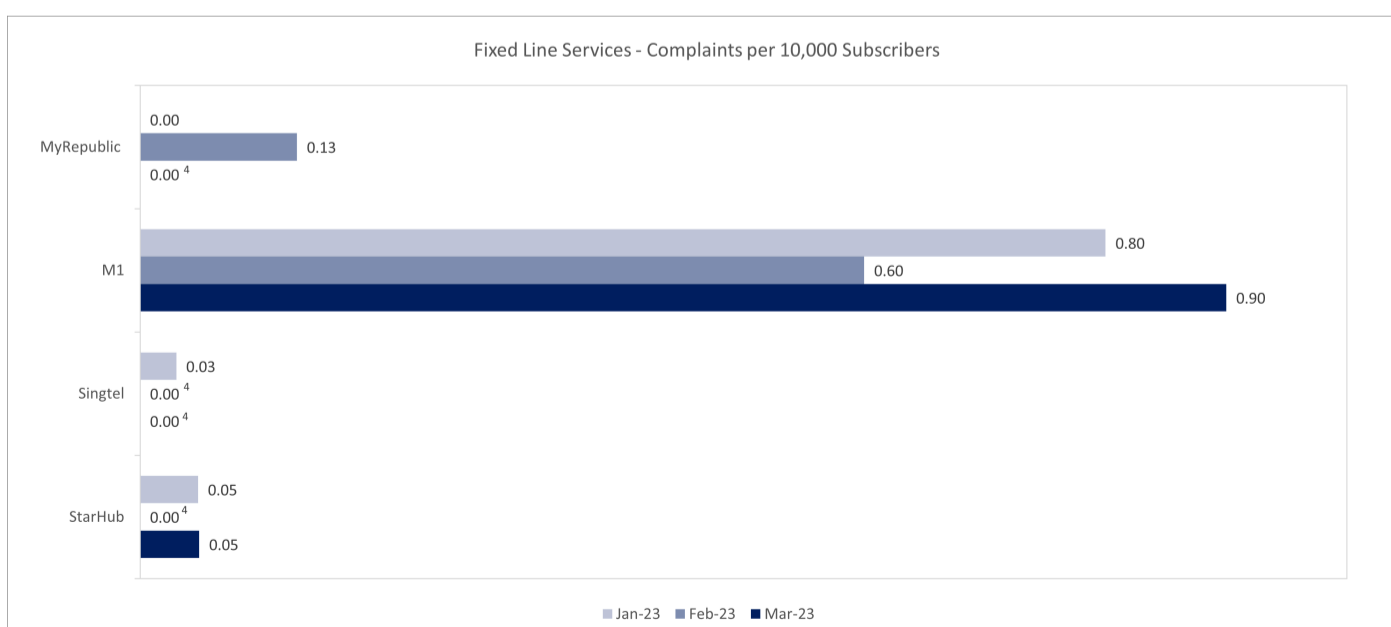 Fixed Line Services - Complaints per 10,000 Subscribers
0.00
MyRepublic 0.13
0.00 4
0.80
M1 0.60
0.90
0.03
Singtel 0.00 4
0.00 4
0.05
StarHub 0.00 4
0.05
Jan-23 Feb-23 Mar-23